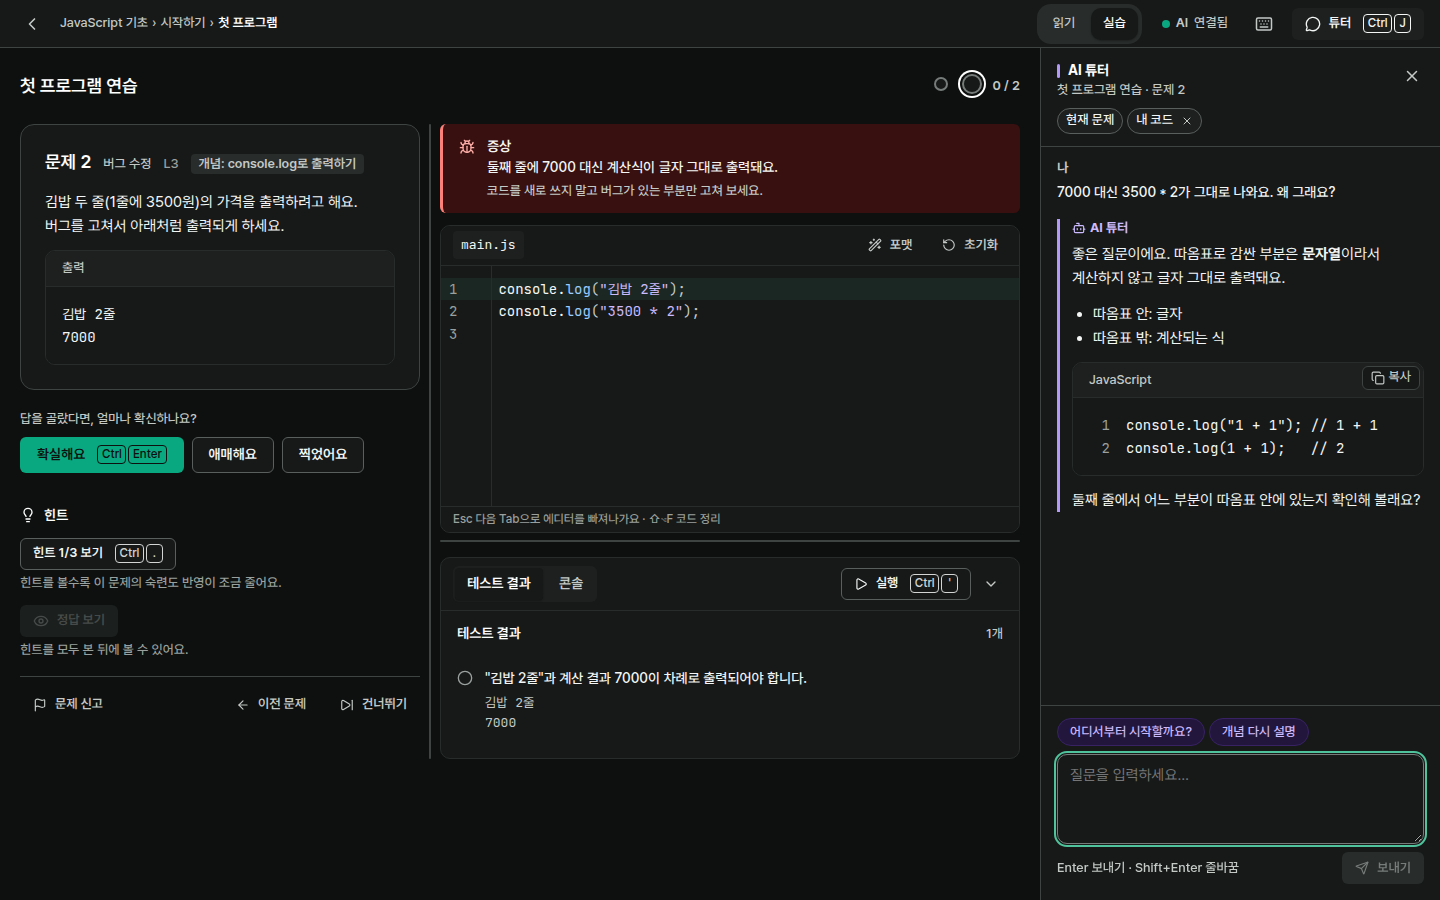 JavaScript 기초 › 시작하기 › 첫 프로그램
읽기
실습
AI 연결됨
튜터 Ctrl J
첫 프로그램 연습
0 / 2
문제 2 버그 수정 L3 개념: console.log로 출력하기
김밥 두 줄(1줄에 3500원)의 가격을 출력하려고 해요.
버그를 고쳐서 아래처럼 출력되게 하세요.
출력
김밥 2줄
7000
답을 골랐다면, 얼마나 확신하나요?
확실해요 Ctrl Enter
애매해요
찍었어요
힌트
힌트 1/3 보기 Ctrl .
힌트를 볼수록 이 문제의 숙련도 반영이 조금 줄어요.
정답 보기
힌트를 모두 본 뒤에 볼 수 있어요.
문제 신고
이전 문제
건너뛰기
증상
둘째 줄에 7000 대신 계산식이 글자 그대로 출력돼요.
코드를 새로 쓰지 말고 버그가 있는 부분만 고쳐 보세요.
main.js
포맷
초기화
1 console.log("김밥 2줄");
2 console.log("3500 * 2");
3
Esc 다음 Tab으로 에디터를 빠져나가요 · F 코드 정리
테스트 결과
콘솔
실행 Ctrl '
테스트 결과
1개
"김밥 2줄"과 계산 결과 7000이 차례로 출력되어야 합니다.
김밥 2줄
7000
AI 튜터
첫 프로그램 연습 · 문제 2
현재 문제
내 코드
나
7000 대신 3500 * 2가 그대로 나와요. 왜 그래요?
AI 튜터
좋은 질문이에요. 따옴표로 감싼 부분은 문자열이라서
계산하지 않고 글자 그대로 출력돼요.
• 따옴표 안: 글자
• 따옴표 밖: 계산되는 식
JavaScript
복사
1 console.log("1 + 1"); // 1 + 1
2 console.log(1 + 1); // 2
둘째 줄에서 어느 부분이 따옴표 안에 있는지 확인해 볼래요?
어디서부터 시작할까요?
개념 다시 설명
질문을 입력하세요...
Enter 보내기 · Shift+Enter 줄바꿈
보내기